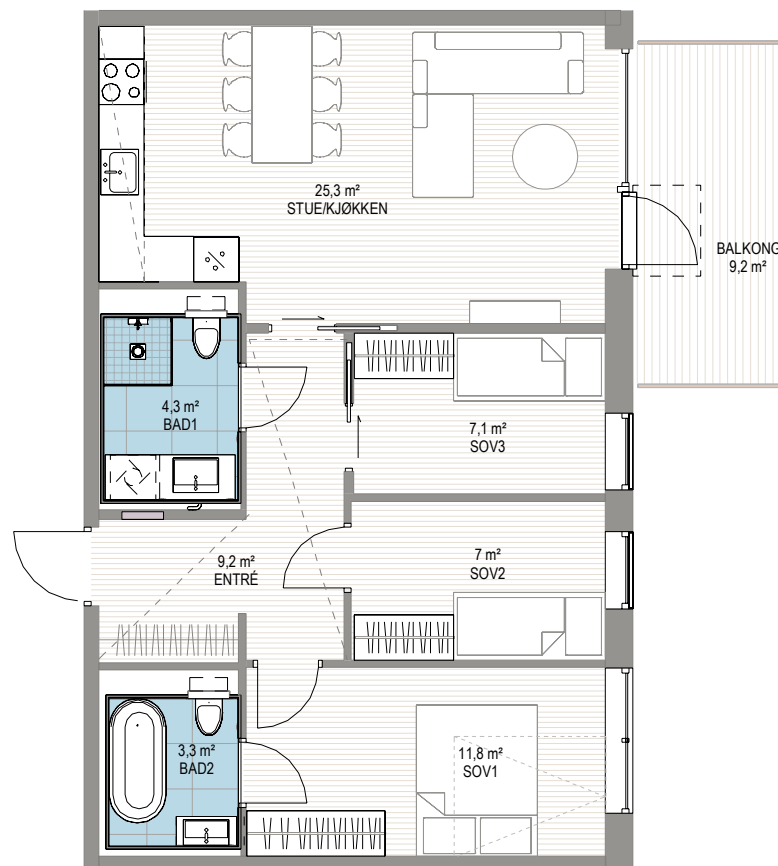 25,3 m²
STUE/KJØKKEN
BALKONG
9,2 m²
4,3 m²
BAD1
7,1 m²
SOV3
9,2 m²
ENTRÉ
7 m²
SOV2
3,3 m²
BAD2
11,8 m²
SOV1